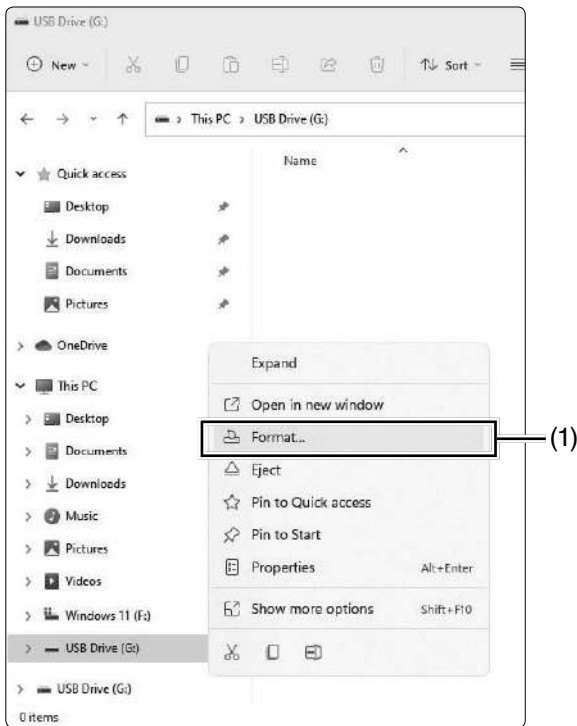 USB Drive (G:)
New
Sort
This PC > USB Drive (G:)
Name
Quick access
Desktop
Downloads
Documents
Pictures
OneDrive
This PC
Desktop
Documents
Downloads
Music
Pictures
Videos
Windows 11 (F:)
USB Drive (G:)
USB Drive (G:)
0 items
Expand
Open in new window
Format...
Eject
Pin to Quick access
Pin to Start
Properties Alt+Enter
Show more options Shift+F10
(1)